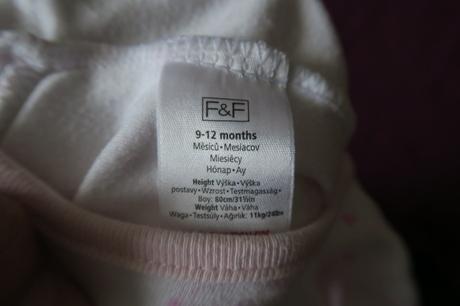 F&F
9-12 months
Měsíců • Mesiacov
Miesięcy
Hónap • Ay
Height Výška • Výška
postavy • Wzrost • Testmagasság •
Boy: 80cm/31½in
Weight Váha • Váha
Waga • Testsúly • Ağırlık: 11kg/24lbs